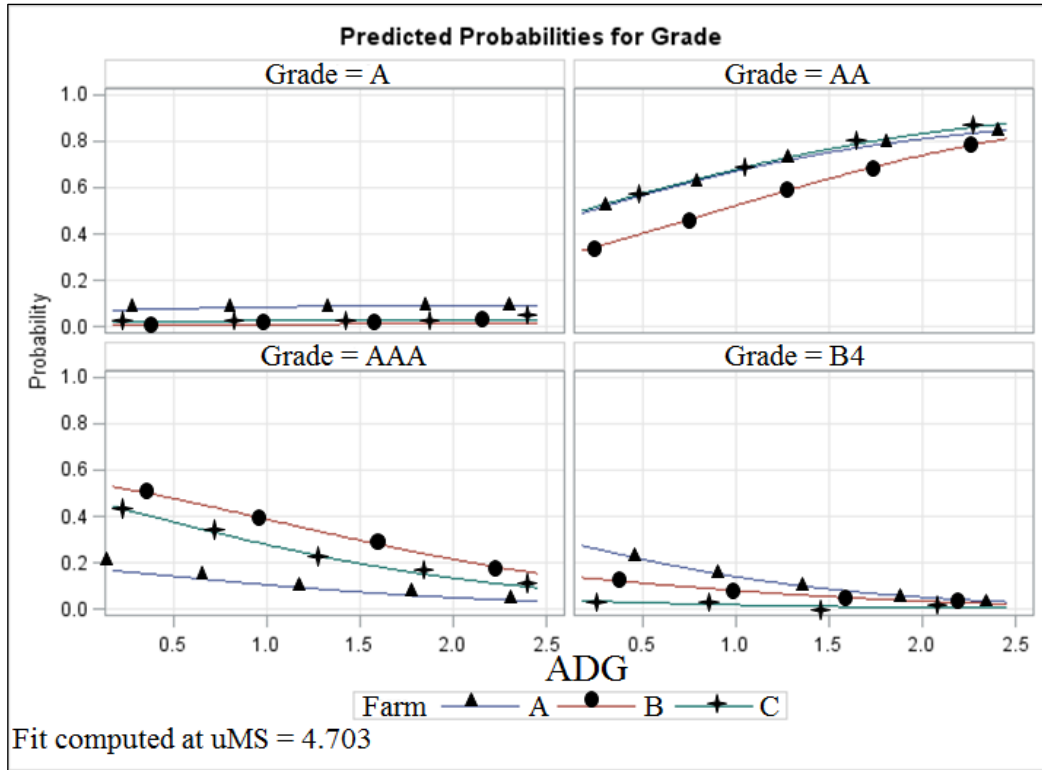 Predicted Probabilities for Grade
Grade = A
Grade = AA
1.0
0.8
0.6
0.4
0.2
0.0
Probability
Grade = AAA
Grade = B4
1.0
0.8
0.6
0.4
0.2
0.0
0.5 1.0 1.5 2.0 2.5 0.5 1.0 1.5 2.0 2.5
ADG
Farm A B C
Fit computed at uMS = 4.703